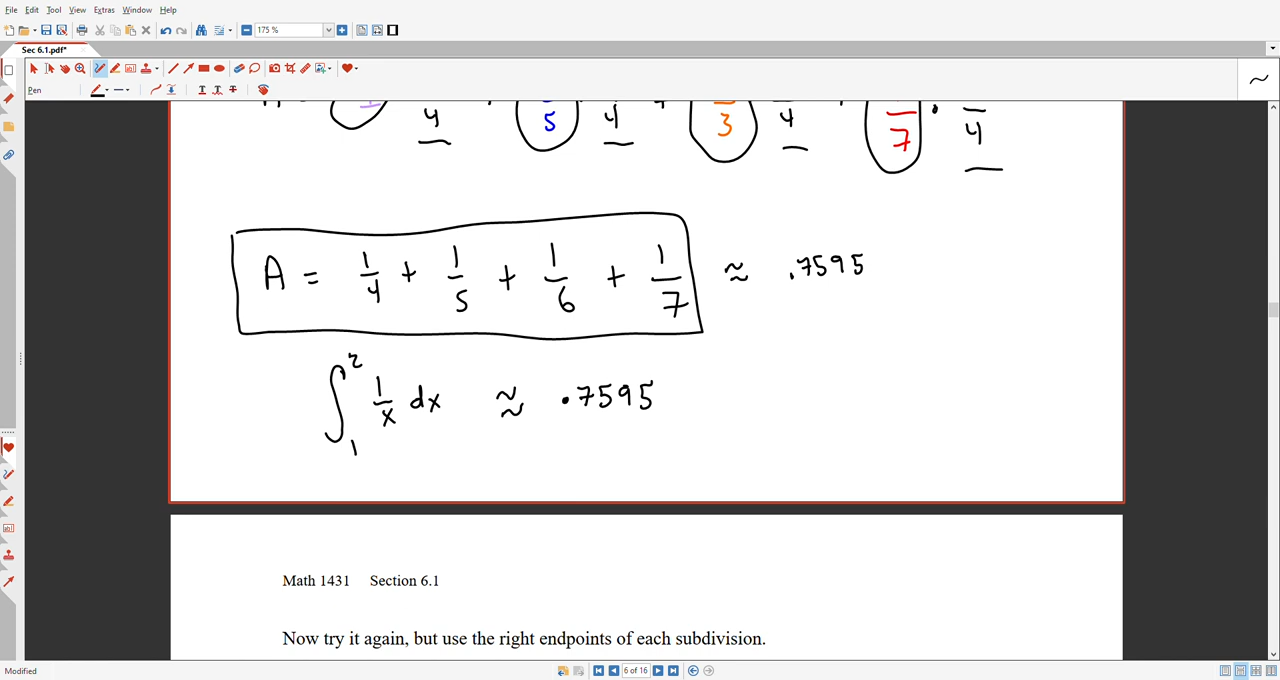 File Edit Tool View Extras Window Help
175 %
Sec 6.1.pdf*
Pen
4 5 4 3 4 7 · 4
A = 1/4 + 1/5 + 1/6 + 1/7 ≈ .7595
∫₁² 1/x dx ≈ .7595
Math 1431 Section 6.1
Now try it again, but use the right endpoints of each subdivision.
Modified
6 of 16